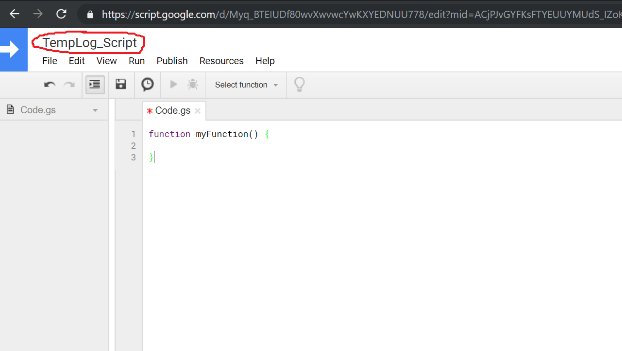 https://script.google.com/d/Myq_BTEIUDf80wvXwvwcYwKXYEDNUU778/edit?mid=ACjPJvGYFKsFTYEUUYMUdS_IZoK
TempLog_Script
File Edit View Run Publish Resources Help
Select function
Code.gs
* Code.gs ×
1 function myFunction() {
2
3 }